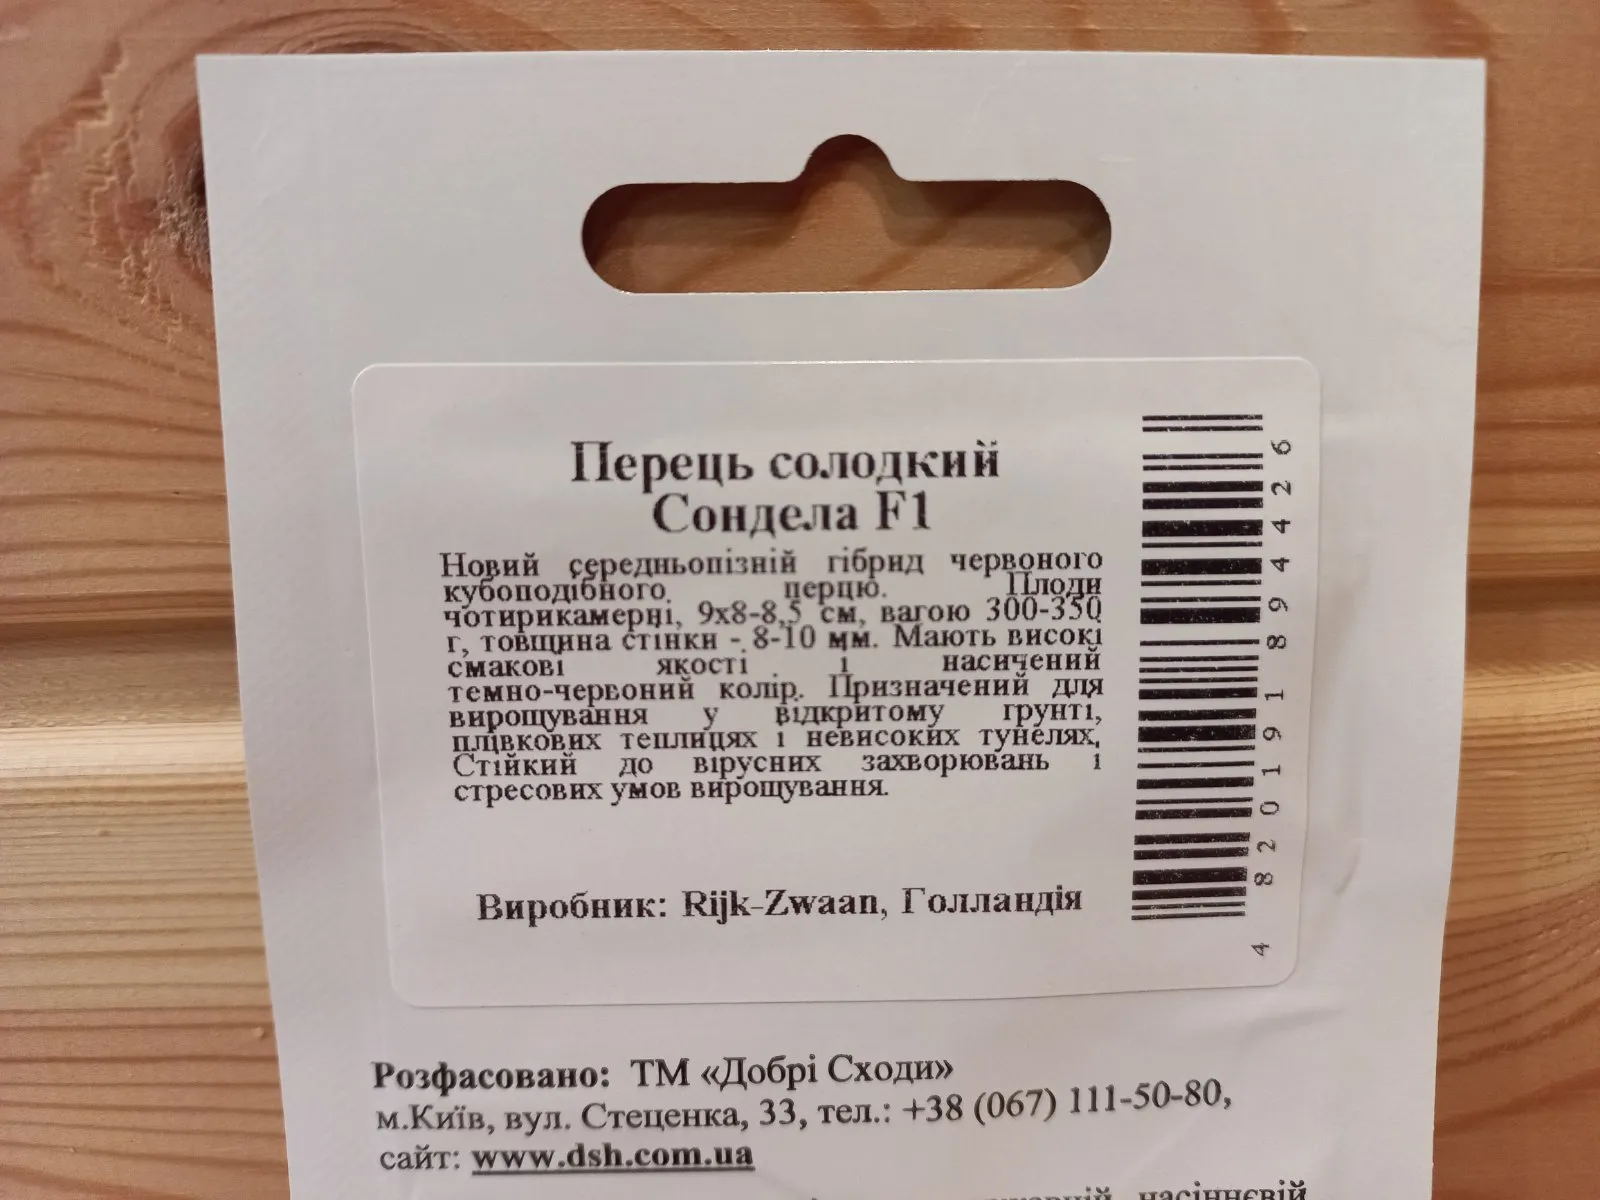 Перець солодкий
Сондела F1
Новий середньопізній гібрид червоного
кубоподібного перцю. Плоди
чотирикамерні, 9х8-8,5 см, вагою 300-350
г, товщина стінки - 8-10 мм. Мають високі
смакові якості і насичений
темно-червоний колір. Призначений для
вирощування у відкритому грунті,
плівкових теплицях і невисоких тунелях.
Стійкий до вірусних захворювань і
стресових умов вирощування.
Виробник: Rijk-Zwaan, Голландія
4 820191 894426
Розфасовано: ТМ «Добрі Сходи»
м.Київ, вул. Стеценка, 33, тел.: +38 (067) 111-50-80,
сайт: www.dsh.com.ua
насіннєвій